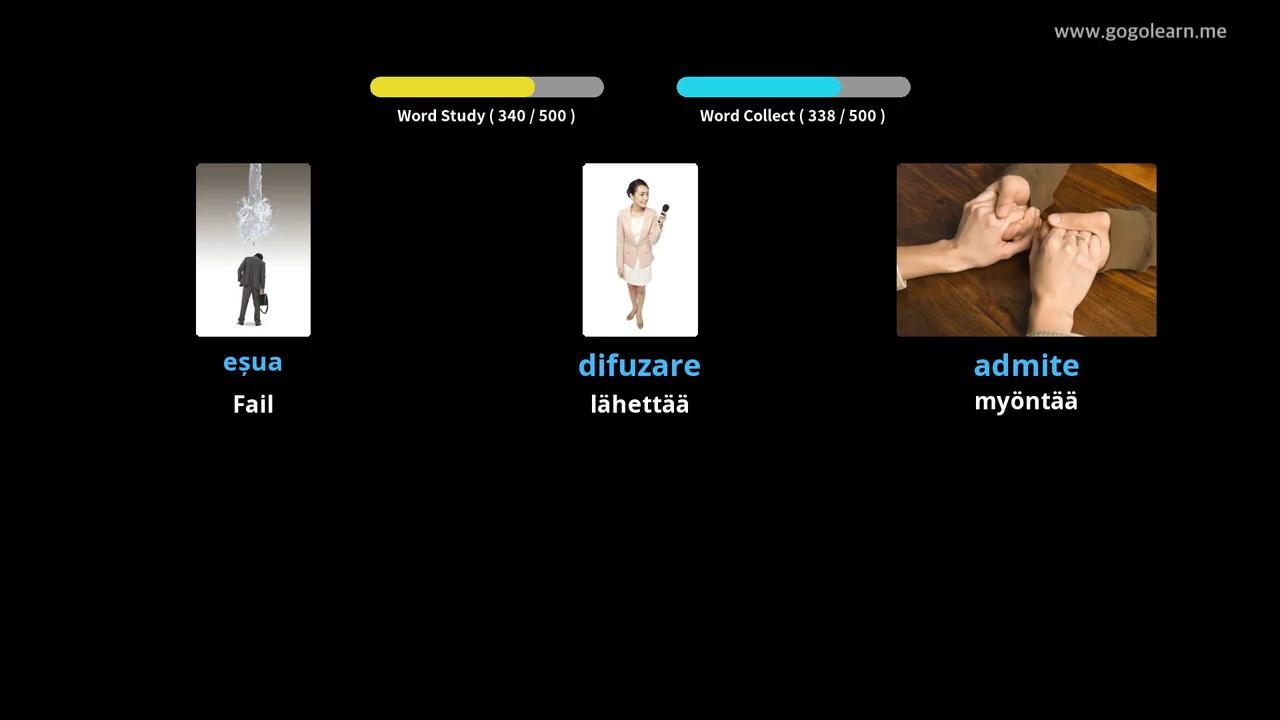 www.gogolearn.me
Word Study ( 340 / 500 )
Word Collect ( 338 / 500 )
eșua
difuzare
admite
Fail
lähettää
myöntää